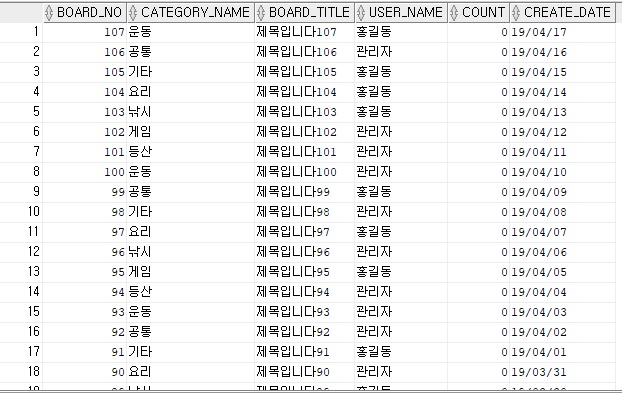 BOARD_NO CATEGORY_NAME BOARD_TITLE USER_NAME COUNT CREATE_DATE
1 107 운동 제목입니다107 홍길동 0 19/04/17
2 106 공통 제목입니다106 관리자 0 19/04/16
3 105 기타 제목입니다105 홍길동 0 19/04/15
4 104 요리 제목입니다104 홍길동 0 19/04/14
5 103 낚시 제목입니다103 홍길동 0 19/04/13
6 102 게임 제목입니다102 관리자 0 19/04/12
7 101 등산 제목입니다101 관리자 0 19/04/11
8 100 운동 제목입니다100 관리자 0 19/04/10
9 99 공통 제목입니다99 홍길동 0 19/04/09
10 98 기타 제목입니다98 관리자 0 19/04/08
11 97 요리 제목입니다97 홍길동 0 19/04/07
12 96 낚시 제목입니다96 관리자 0 19/04/06
13 95 게임 제목입니다95 홍길동 0 19/04/05
14 94 등산 제목입니다94 관리자 0 19/04/04
15 93 운동 제목입니다93 관리자 0 19/04/03
16 92 공통 제목입니다92 관리자 0 19/04/02
17 91 기타 제목입니다91 홍길동 0 19/04/01
18 90 요리 제목입니다90 관리자 0 19/03/31